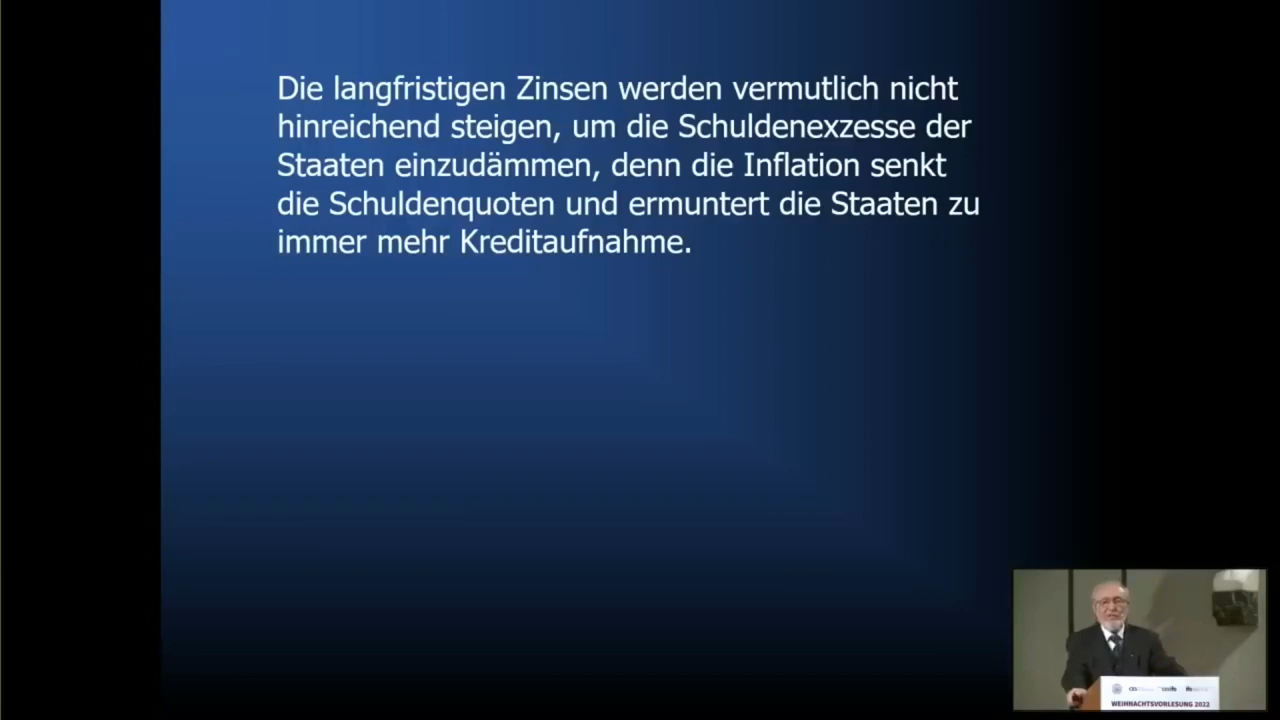 Die langfristigen Zinsen werden vermutlich nicht
hinreichend steigen, um die Schuldenexzesse der
Staaten einzudämmen, denn die Inflation senkt
die Schuldenquoten und ermuntert die Staaten zu
immer mehr Kreditaufnahme.
WEIHNACHTSVORLESUNG 2022